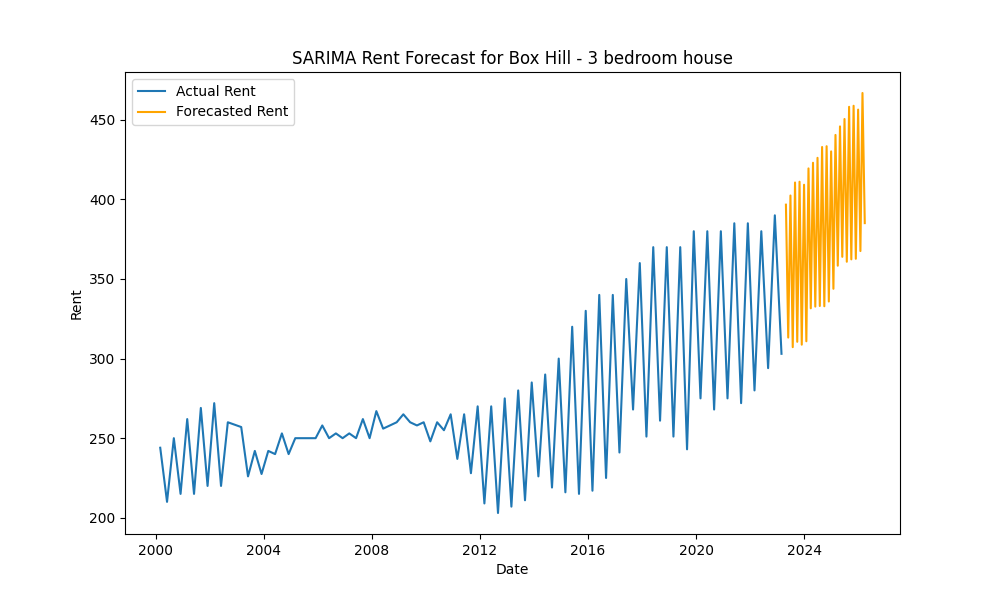 SARIMA Rent Forecast for Box Hill - 3 bedroom house
Actual Rent
Forecasted Rent
450
400
350
300
250
200
Rent
2000 2004 2008 2012 2016 2020 2024
Date